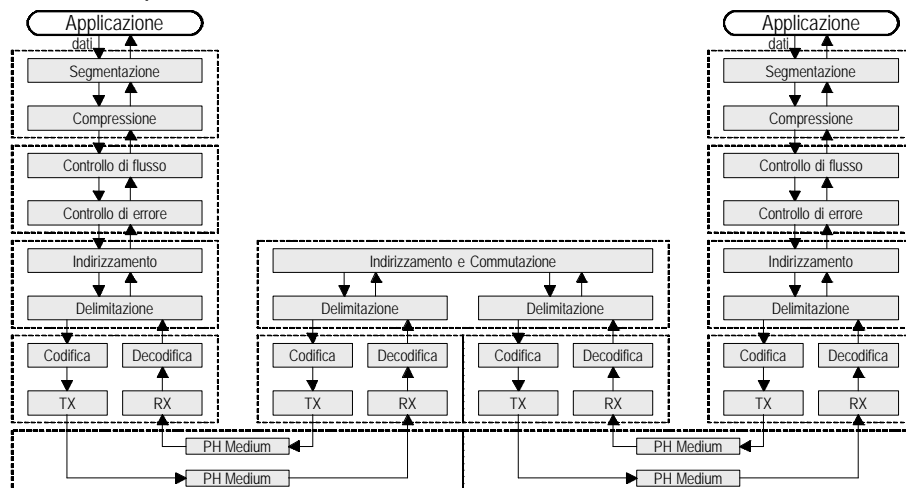 Applicazione Applicazione
dati dati
Segmentazione Segmentazione
Compressione Compressione
Controllo di flusso Controllo di flusso
Controllo di errore Controllo di errore
Indirizzamento Indirizzamento e Commutazione Indirizzamento
Delimitazione Delimitazione Delimitazione Delimitazione
Codifica Decodifica Codifica Decodifica Codifica Decodifica Codifica Decodifica
TX RX TX RX TX RX TX RX
PH Medium PH Medium
PH Medium PH Medium